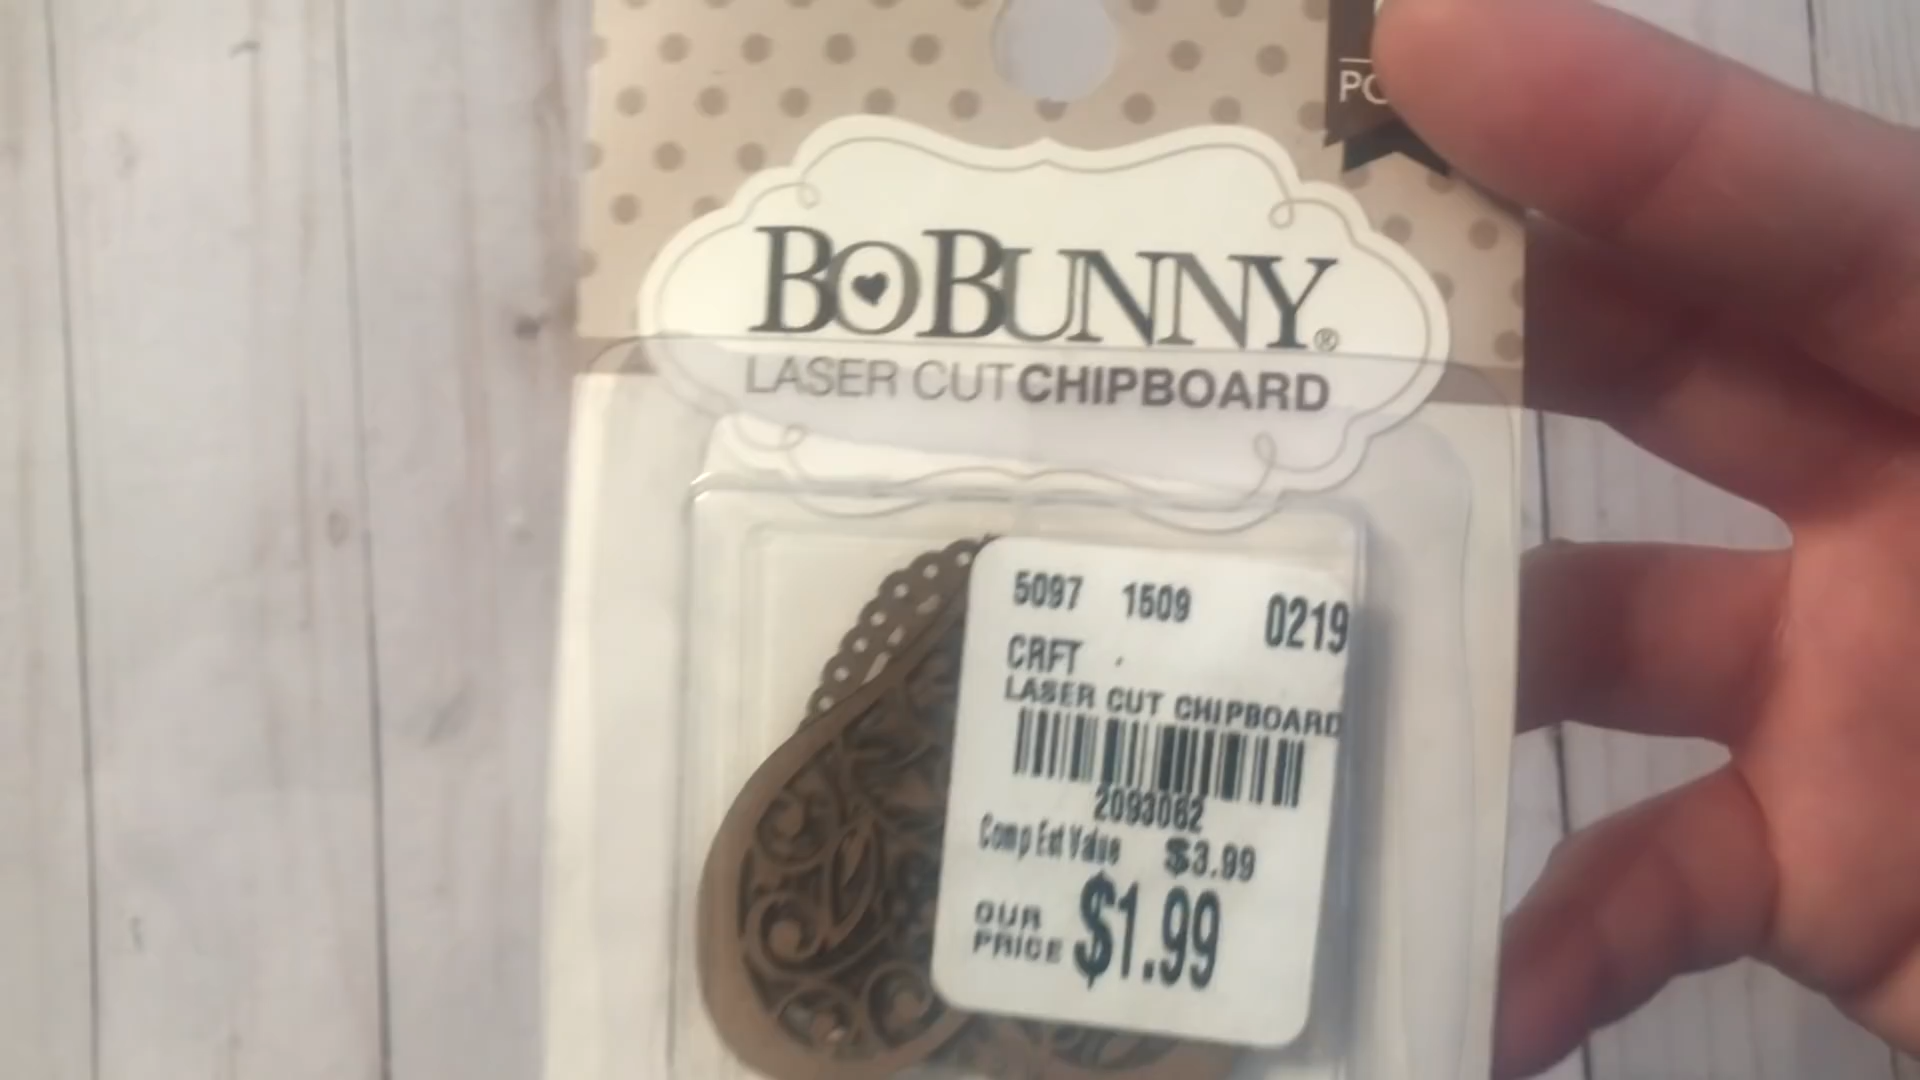 BOBUNNY®
LASER CUT CHIPBOARD
5097 1509 0219
CRFT
LASER CUT CHIPBOARD
2093062
Comp Est Value $3.99
OUR PRICE $1.99